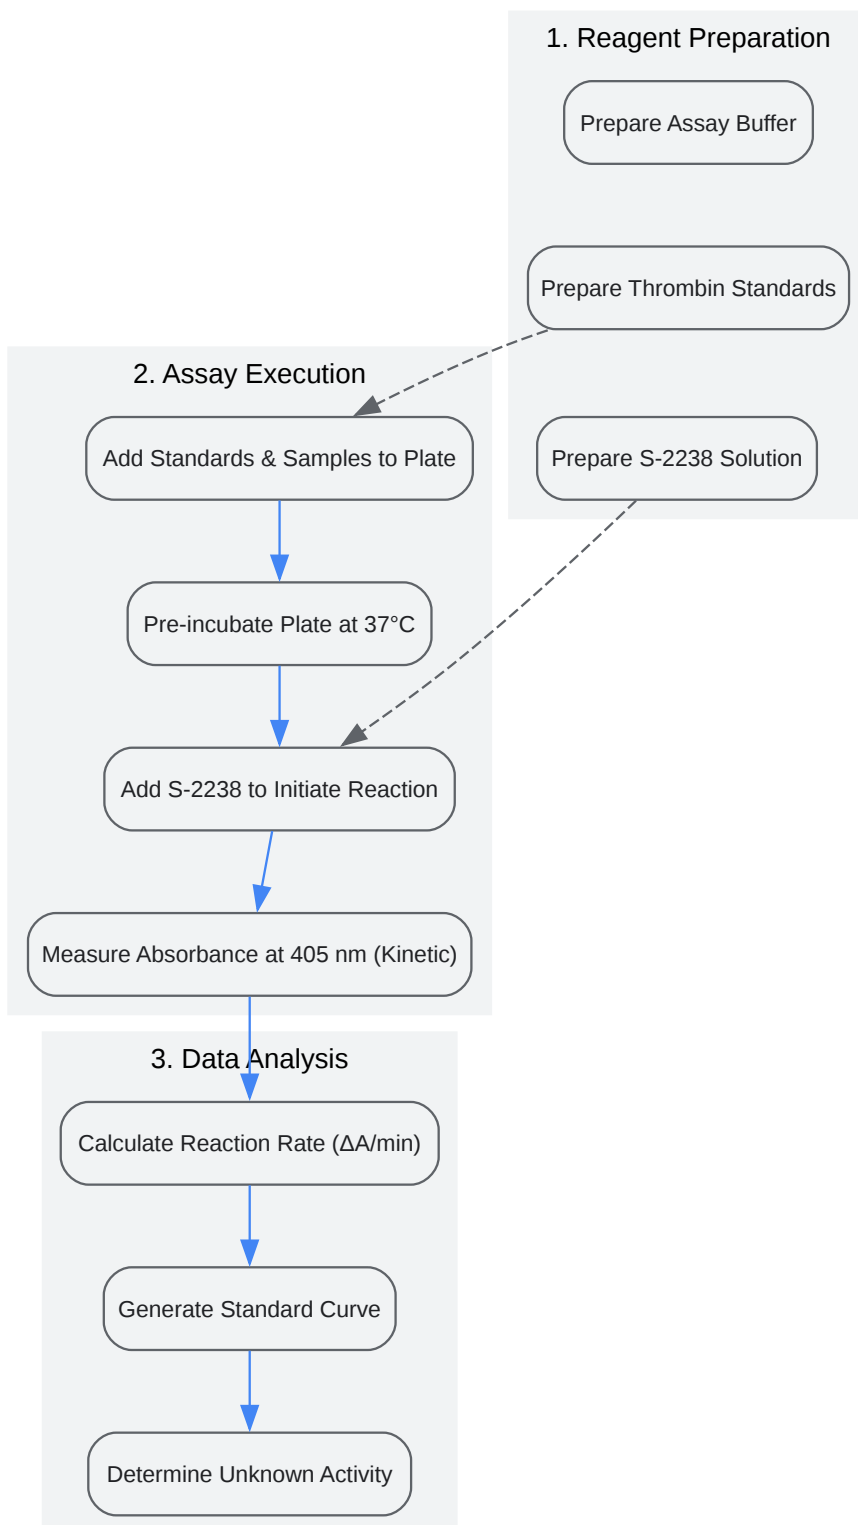 1. Reagent Preparation
Prepare Assay Buffer
Prepare Thrombin Standards
Prepare S-2238 Solution
2. Assay Execution
Add Standards & Samples to Plate
Pre-incubate Plate at 37°C
Add S-2238 to Initiate Reaction
Measure Absorbance at 405 nm (Kinetic)
3. Data Analysis
Calculate Reaction Rate (ΔA/min)
Generate Standard Curve
Determine Unknown Activity